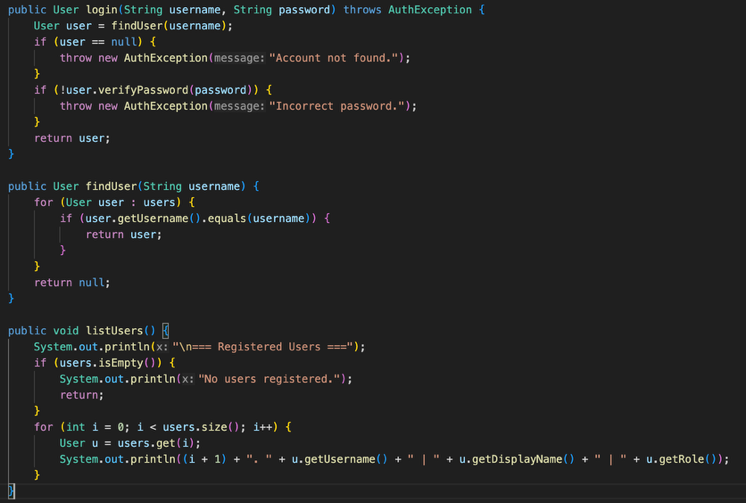 public User login(String username, String password) throws AuthException {
    User user = findUser(username);
    if (user == null) {
        throw new AuthException(message: "Account not found.");
    }
    if (!user.verifyPassword(password)) {
        throw new AuthException(message: "Incorrect password.");
    }
    return user;
}

public User findUser(String username) {
    for (User user : users) {
        if (user.getUsername().equals(username)) {
            return user;
        }
    }
    return null;
}

public void listUsers() {
    System.out.println(x: "\n=== Registered Users ===");
    if (users.isEmpty()) {
        System.out.println(x: "No users registered.");
        return;
    }
    for (int i = 0; i < users.size(); i++) {
        User u = users.get(i);
        System.out.println((i + 1) + ". " + u.getUsername() + " | " + u.getDisplayName() + " | " + u.getRole());
    }
}